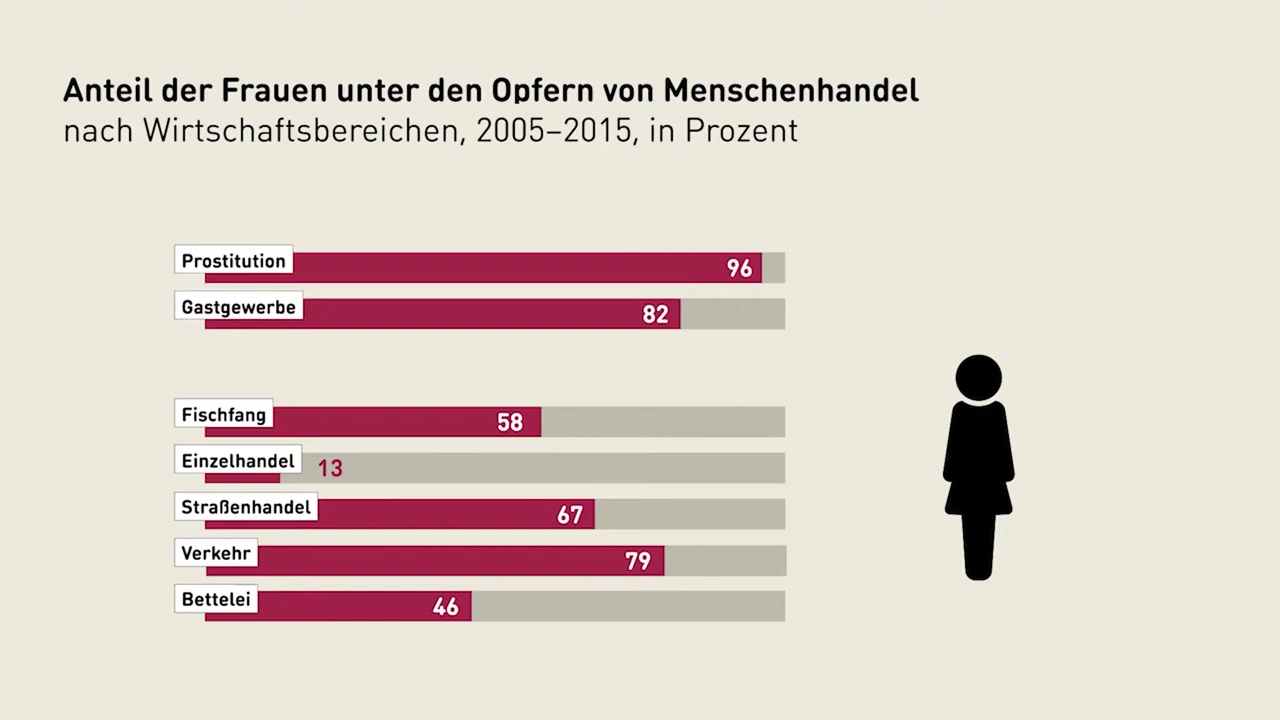 Anteil der Frauen unter den Opfern von Menschenhandel
nach Wirtschaftsbereichen, 2005–2015, in Prozent
Prostitution 96
Gastgewerbe 82
Fischfang 58
Einzelhandel 13
Straßenhandel 67
Verkehr 79
Bettelei 46